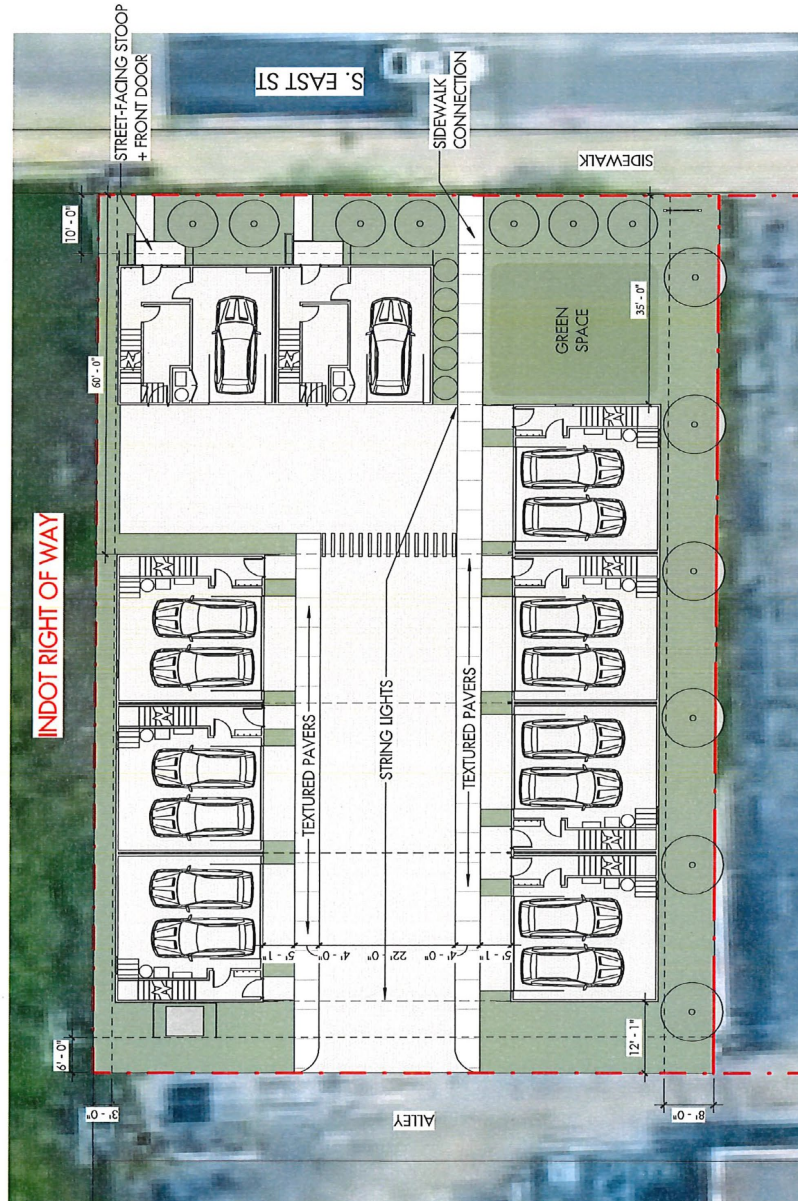 INDOT RIGHT OF WAY
S. EAST ST
STREET-FACING STOOP
+ FRONT DOOR
10' - 0"
60' - 0"
SIDEWALK
CONNECTION
SIDEWALK
GREEN
SPACE
35' - 0"
TEXTURED PAVERS
STRING LIGHTS
TEXTURED PAVERS
5' - 1"
4' - 0"
22' - 0"
4' - 0"
5' - 1"
6' - 0"
3' - 0"
12' - 1"
8' - 0"
ALLEY